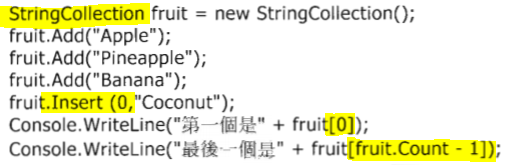 StringCollection fruit = new StringCollection();
fruit.Add("Apple");
fruit.Add("Pineapple");
fruit.Add("Banana");
fruit.Insert (0,"Coconut");
Console.WriteLine("第一個是" + fruit[0]);
Console.WriteLine("最後一個是" + fruit[fruit.Count - 1]);